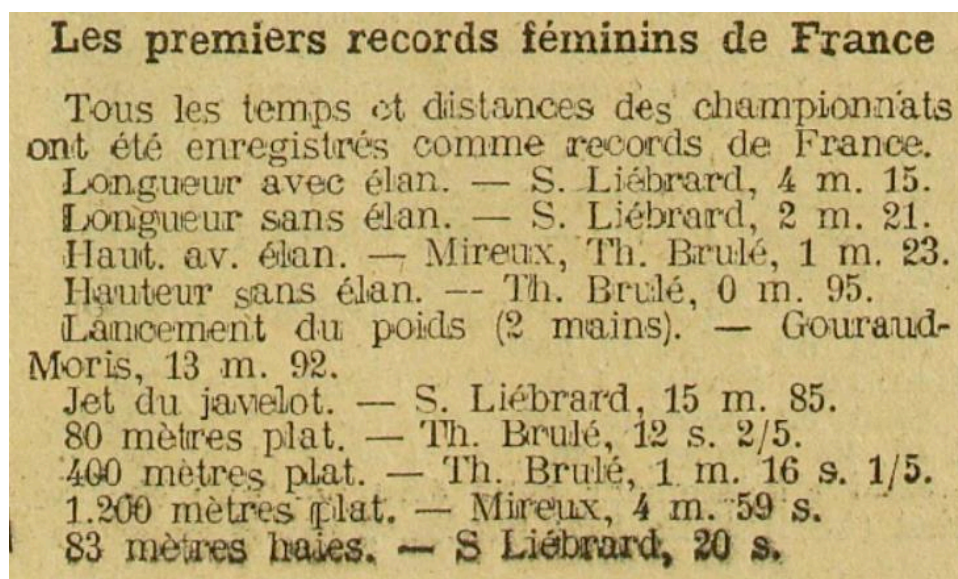 Les premiers records féminins de France
Tous les temps et distances des championnats
ont été enregistrés comme records de France.
Longueur avec élan. — S. Liébrard, 4 m. 15.
Longueur sans élan. — S. Liébrard, 2 m. 21.
Haut. av. élan. — Mireux, Th. Brulé, 1 m. 23.
Hauteur sans élan. — Th. Brulé, 0 m. 95.
Lancement du poids (2 mains). — Gouraud-
Moris, 13 m. 92.
Jet du javelot. — S. Liébrard, 15 m. 85.
80 mètres plat. — Th. Brulé, 12 s. 2/5.
400 mètres plat. — Th. Brulé, 1 m. 16 s. 1/5.
1.200 mètres plat. — Mireux, 4 m. 59 s.
83 mètres haies. — S Liébrard, 20 s.